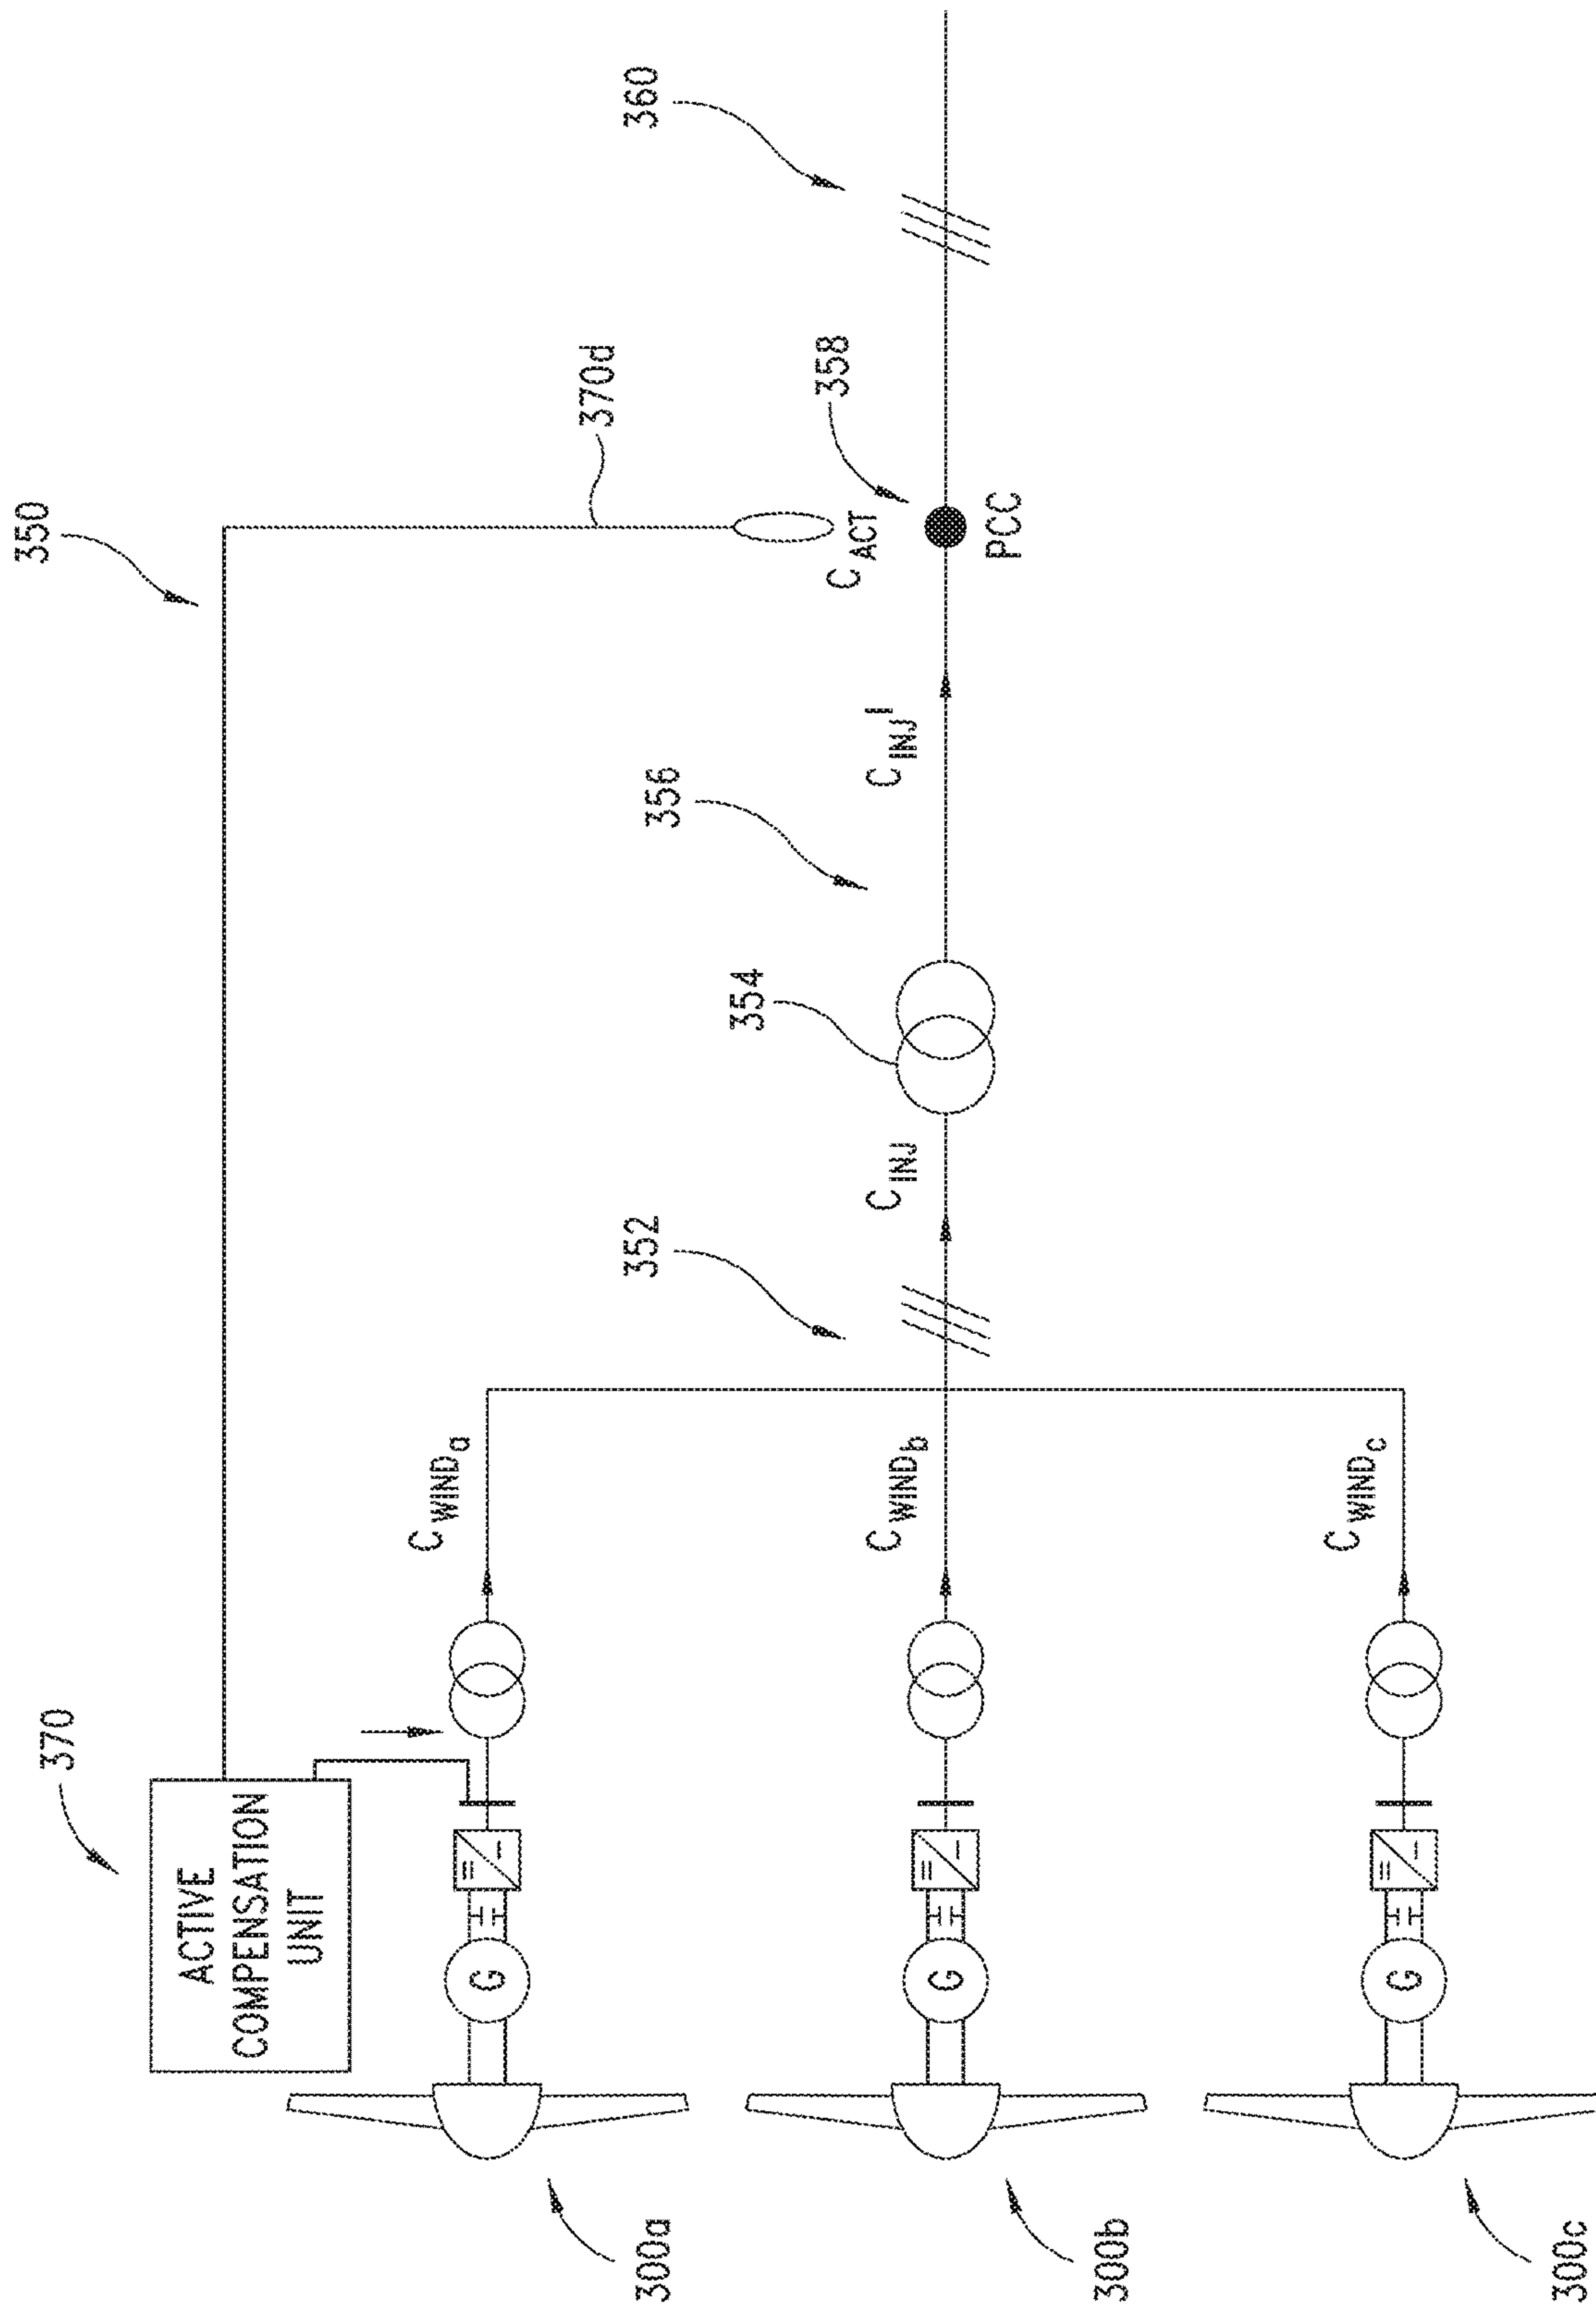 350
360
370d
358
C ACT
PCC
356
C INJ'
354
C INJ
352
C WINDa
C WINDb
C WINDc
370
ACTIVE
COMPENSATION
UNIT
G
G
G
300a
300b
300c